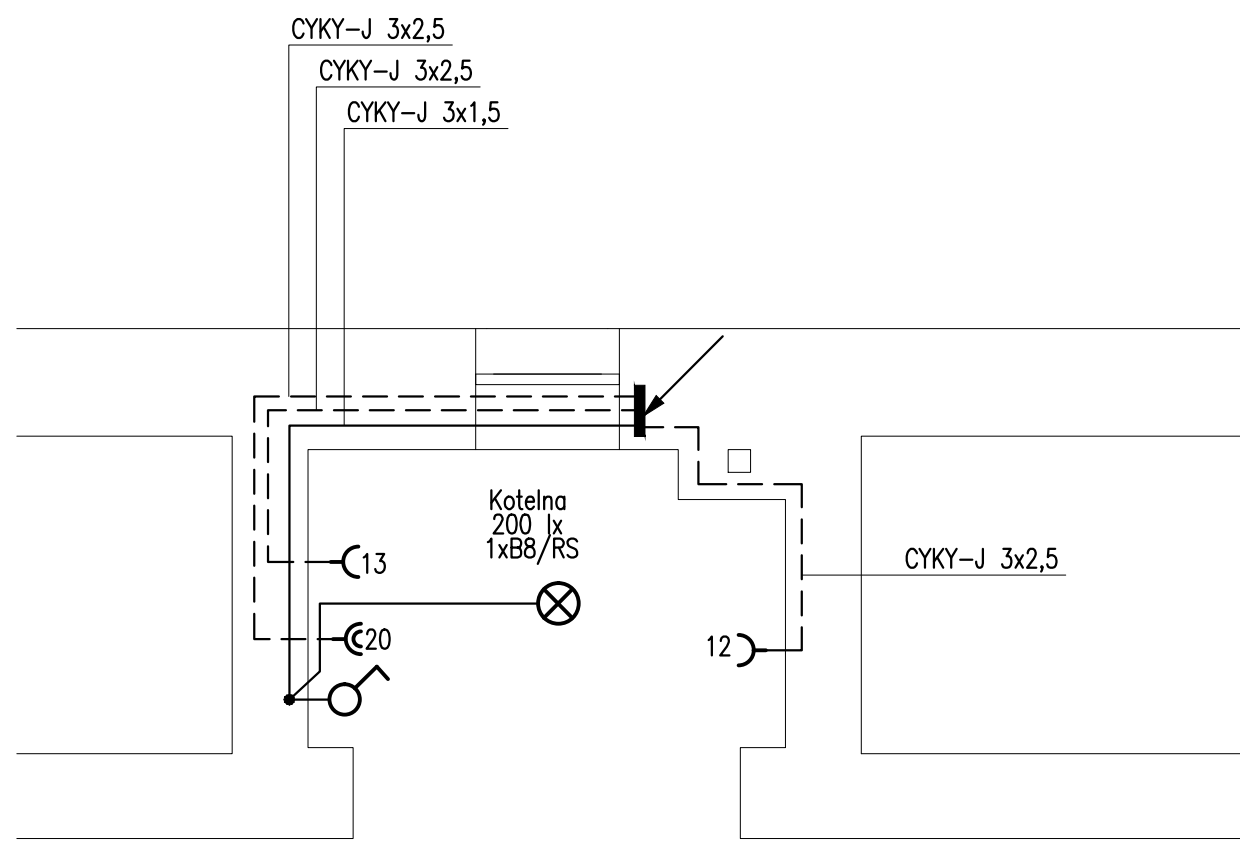 CYKY-J 3x2,5
CYKY-J 3x2,5
CYKY-J 3x1,5
Kotelna
200 lx
1xB8/RS
13
CYKY-J 3x2,5
20
12